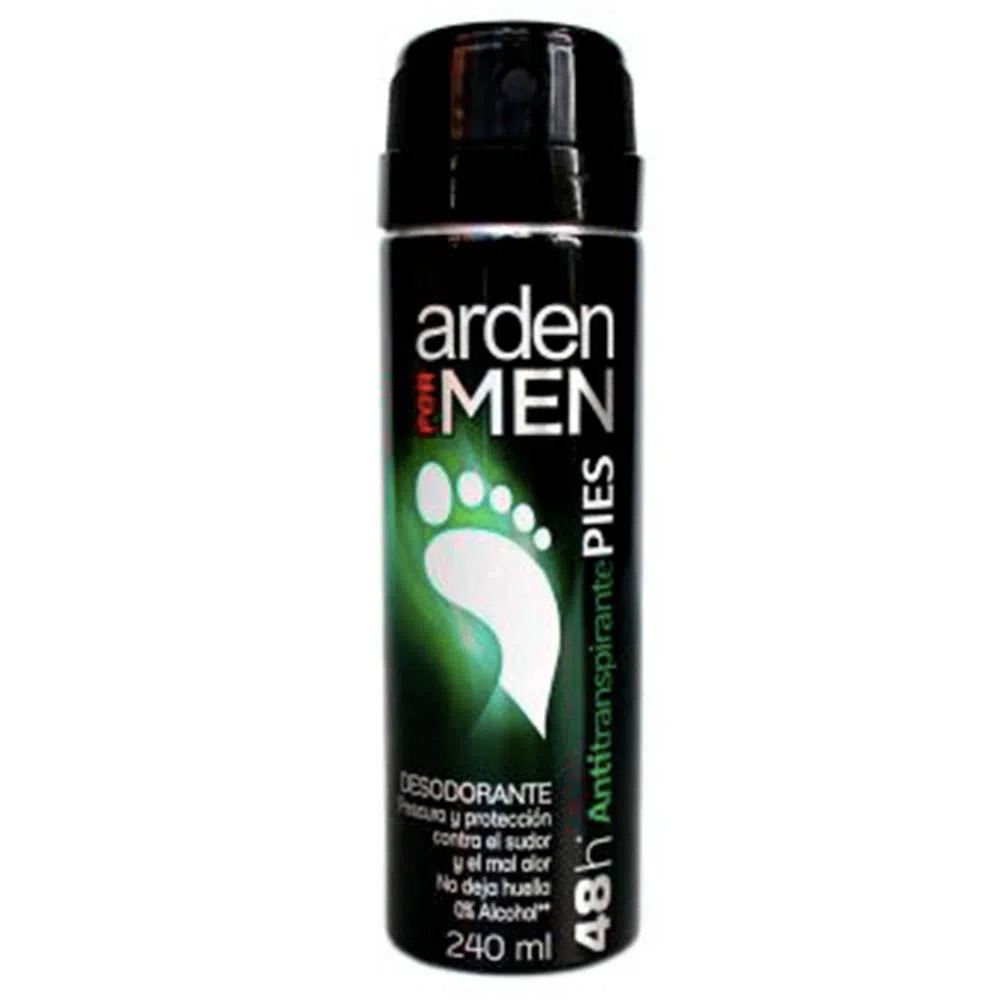 arden
FOR MEN
48h Antitranspirante PIES
DESODORANTE
Frescura y protección
contra el sudor
y el mal olor
No deja huella
0% Alcohol**
240 ml